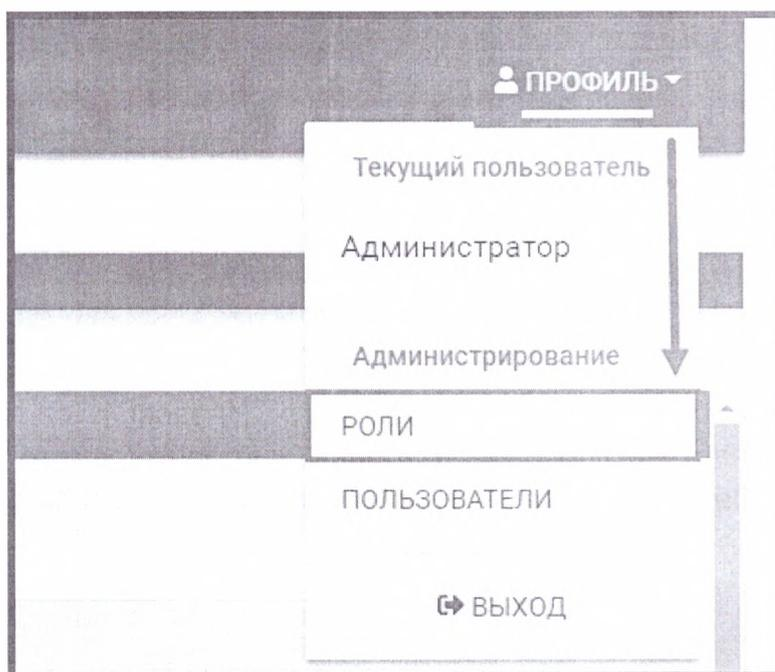 ПРОФИЛЬ
Текущий пользователь
Администратор
Администрирование
РОЛИ
ПОЛЬЗОВАТЕЛИ
ВЫХОД